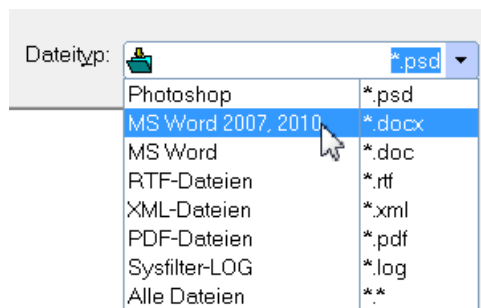 Dateityp: *.psd
Photoshop *.psd
MS Word 2007, 2010 *.docx
MS Word *.doc
RTF-Dateien *.rtf
XML-Dateien *.xml
PDF-Dateien *.pdf
Sysfilter-LOG *.log
Alle Dateien *.*